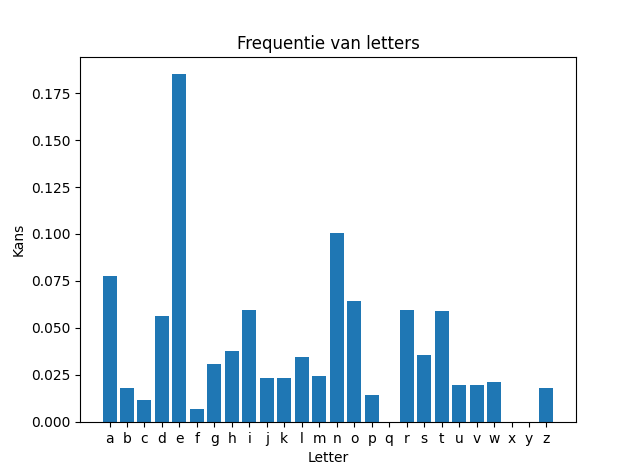 Frequentie van letters
0.175
0.150
0.125
0.100
0.075
0.050
0.025
0.000
Kans
a b c d e f g h i j k l m n o p q r s t u v w x y z
Letter